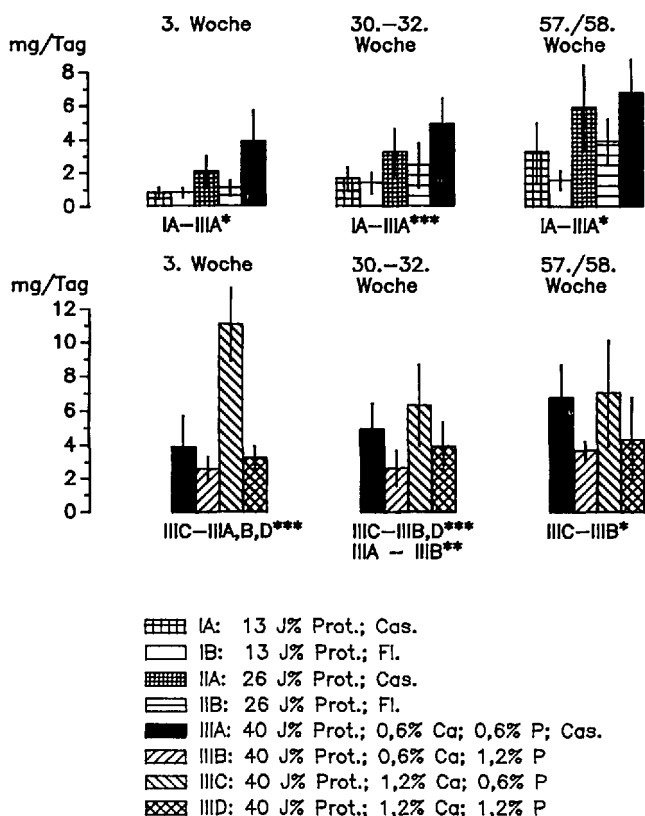 3. Woche 30.–32. Woche 57./58. Woche
mg/Tag
8
6
4
2
0
IA–IIIA* IA–IIIA*** IA–IIIA*
3. Woche 30.–32. Woche 57./58. Woche
mg/Tag
12
10
8
6
4
2
0
IIIC–IIIA,B,D*** IIIC–IIIB,D*** IIIC–IIIB*
IIIA – IIIB**
IA: 13 J% Prot.; Cas.
IB: 13 J% Prot.; Fl.
IIA: 26 J% Prot.; Cas.
IIB: 26 J% Prot.; Fl.
IIIA: 40 J% Prot.; 0,6% Ca; 0,6% P; Cas.
IIIB: 40 J% Prot.; 0,6% Ca; 1,2% P
IIIC: 40 J% Prot.; 1,2% Ca; 0,6% P
IIID: 40 J% Prot.; 1,2% Ca; 1,2% P